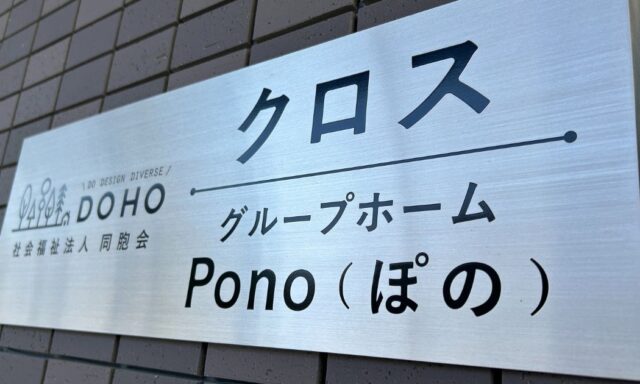 \ DO DESIGN DIVERSE /
DOHO
社会福祉法人 同胞会
クロス
グループホーム
Pono（ぽの）